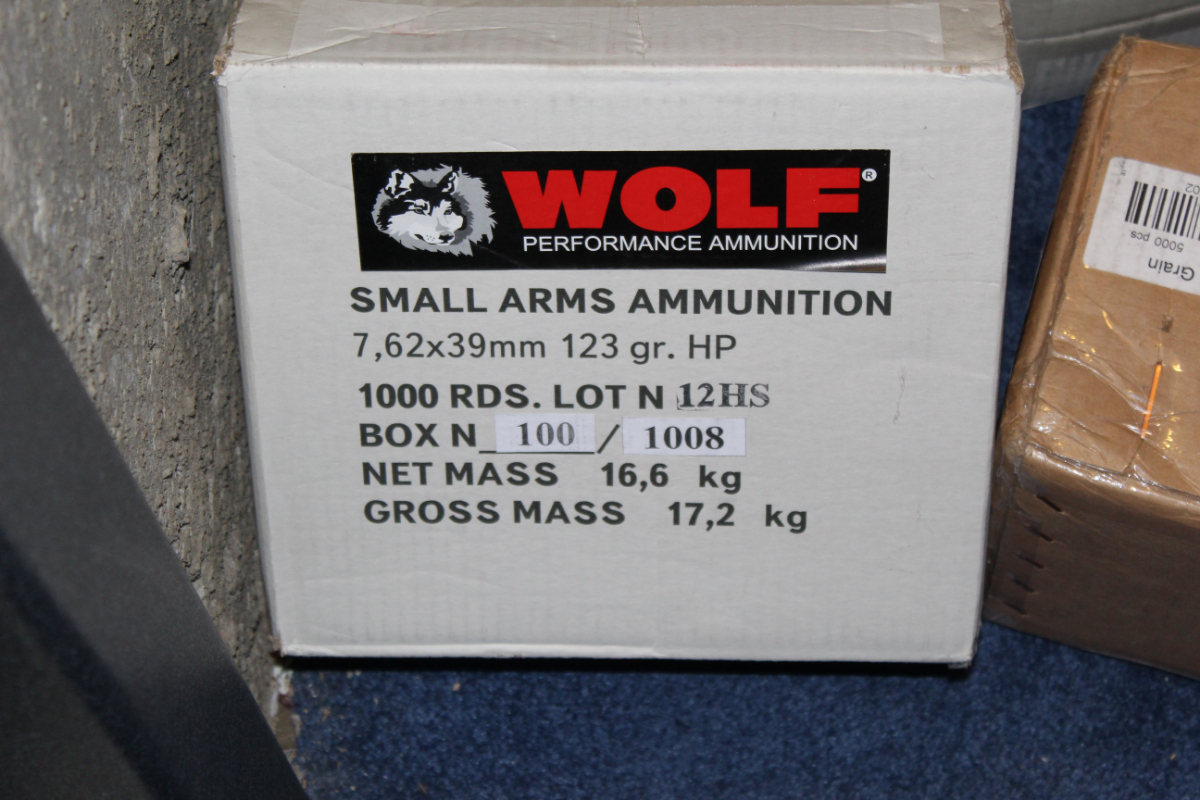 WOLF®
PERFORMANCE AMMUNITION
SMALL ARMS AMMUNITION
7,62x39mm 123 gr. HP
1000 RDS. LOT N 12HS
BOX N_ 100 / 1008
NET MASS 16,6 kg
GROSS MASS 17,2 kg
5000 pcs.
Grain